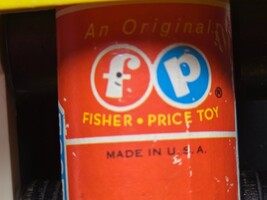 An Original
fp®
FISHER • PRICE TOY
MADE IN U.S.A.